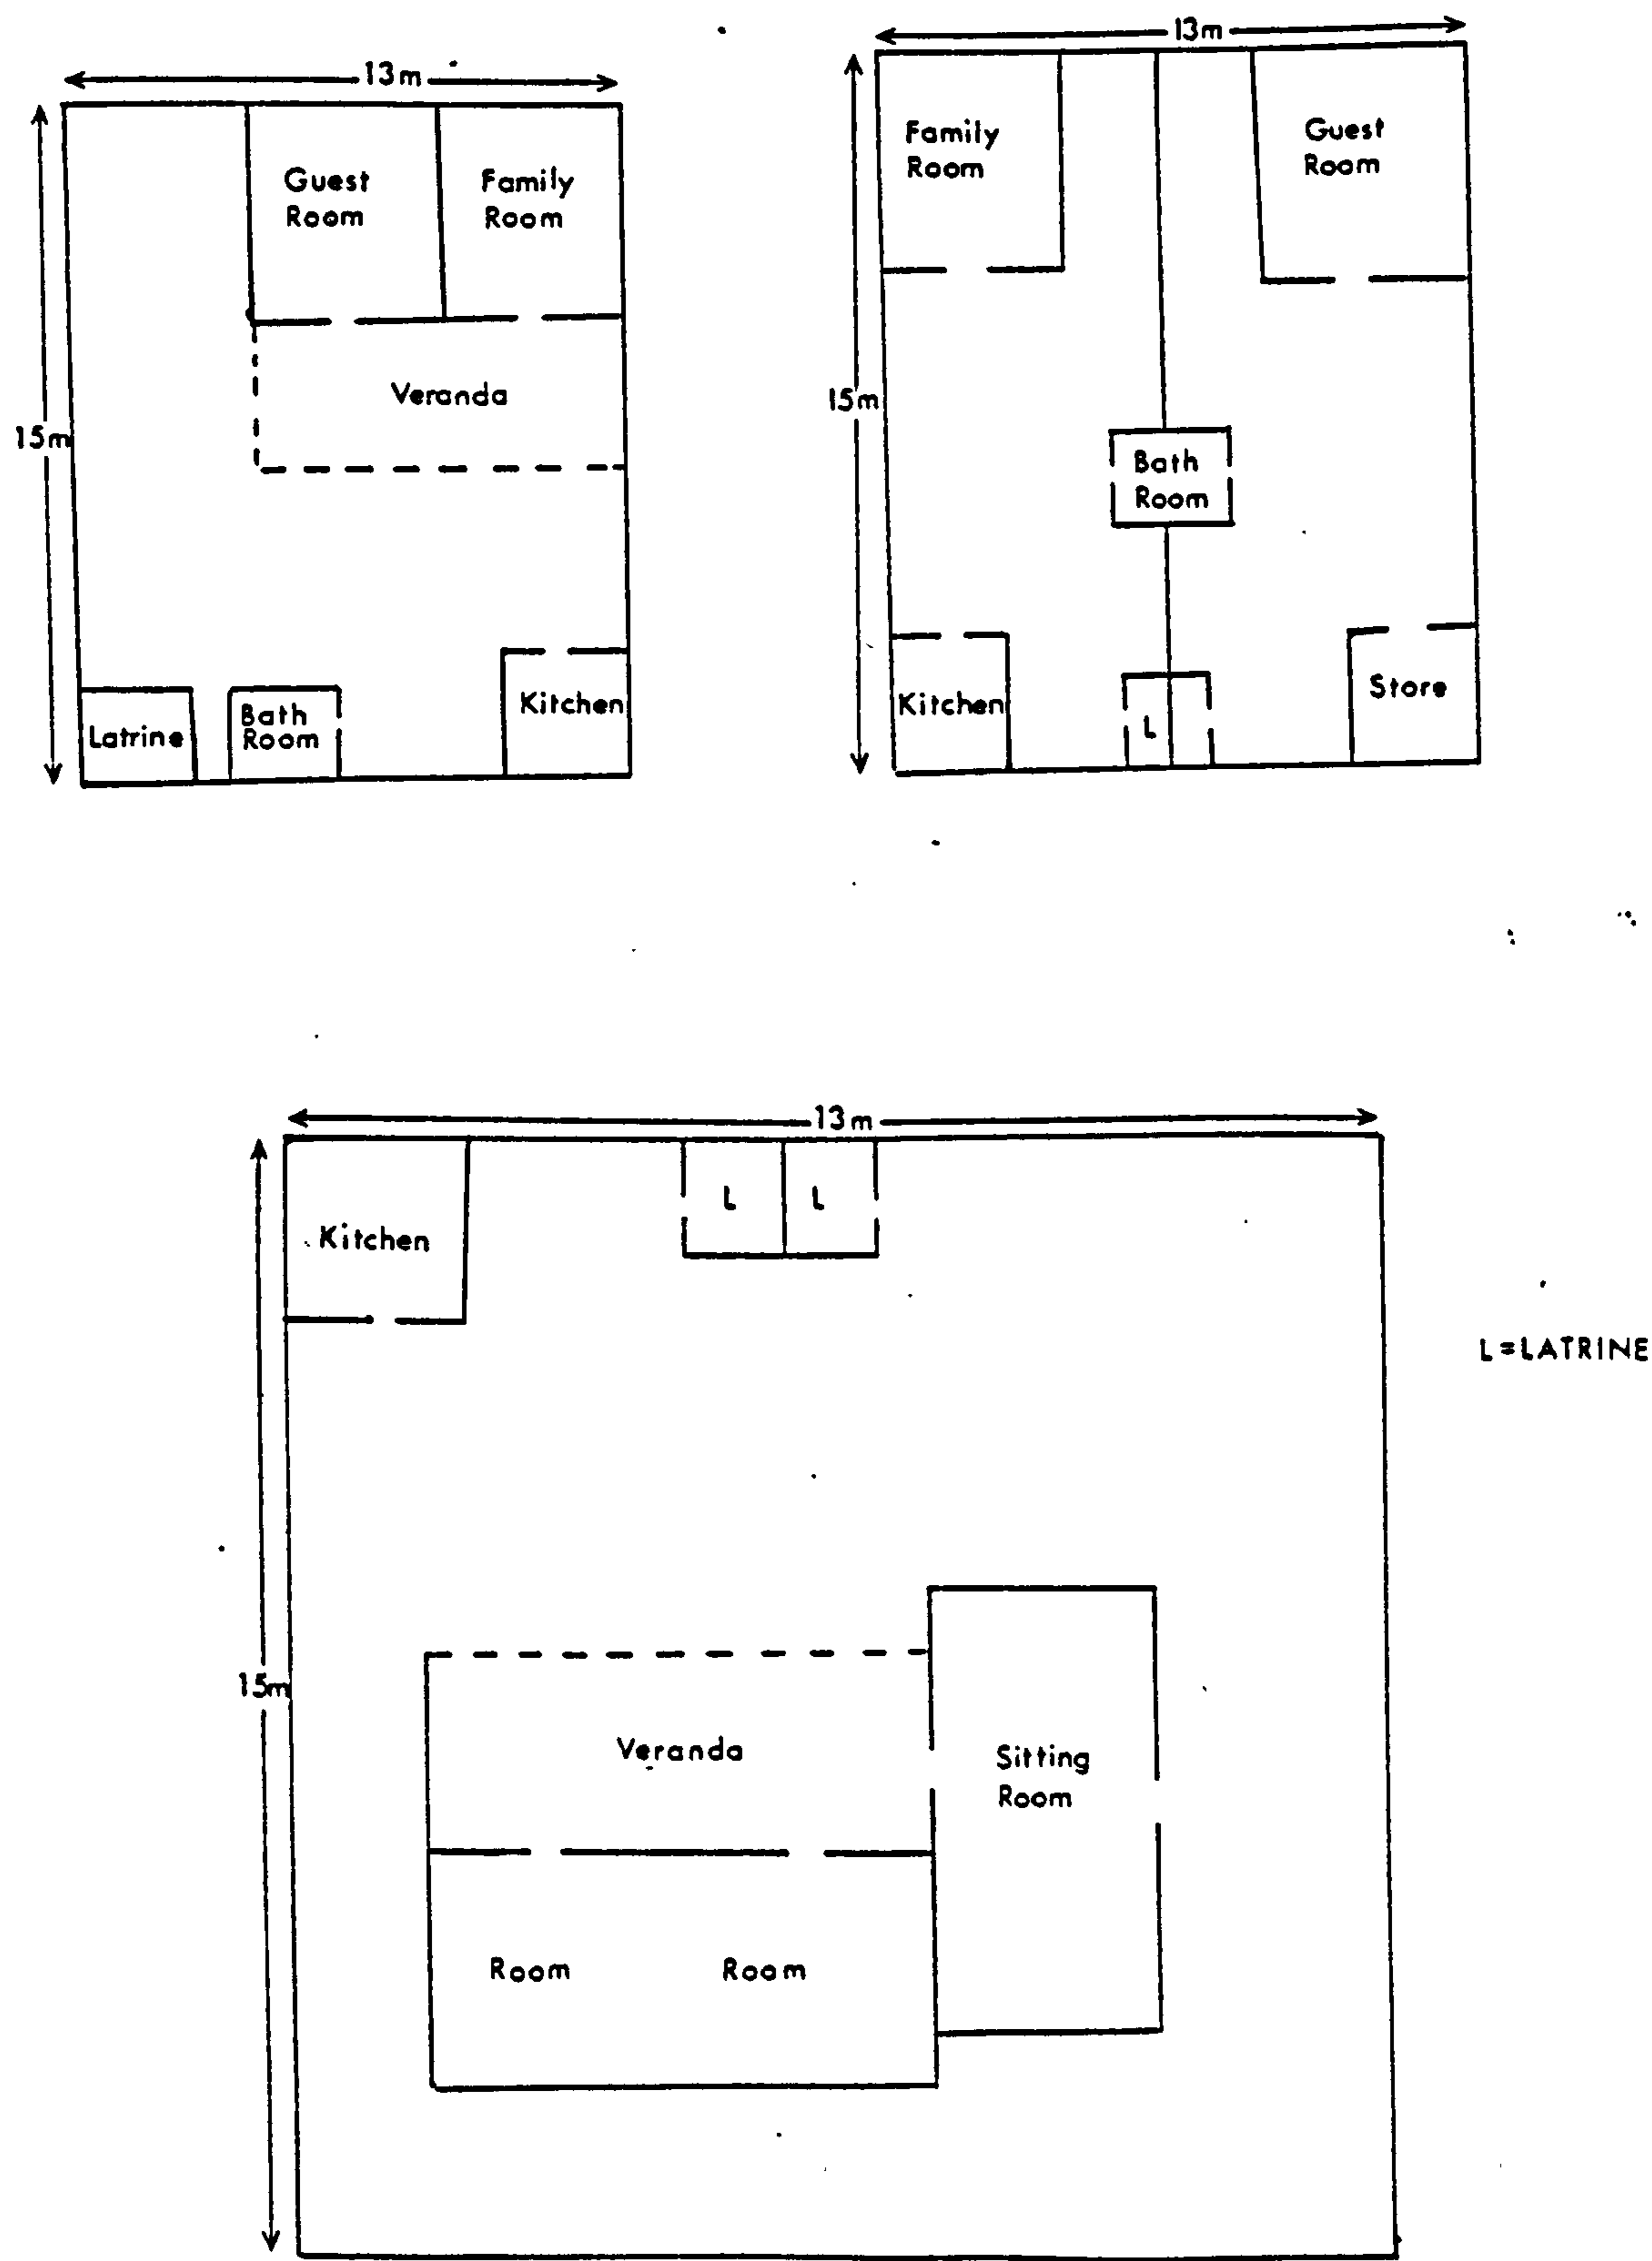 13m
15m
Guest
Room
Family
Room
Veranda
Latrine
Bath
Room
Kitchen
13m
15m
Family
Room
Guest
Room
Bath
Room
Kitchen
L
Store
13m
15m
Kitchen
L
L
L=LATRINE
Veranda
Sitting
Room
Room
Room